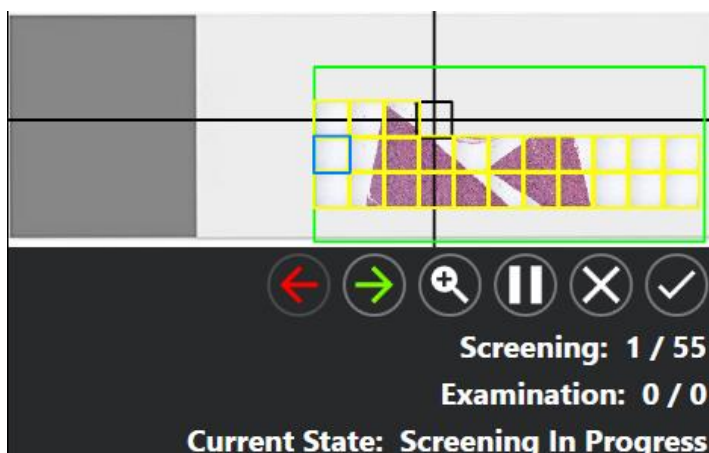 Screening: 1 / 55
Examination: 0 / 0
Current State: Screening In Progress